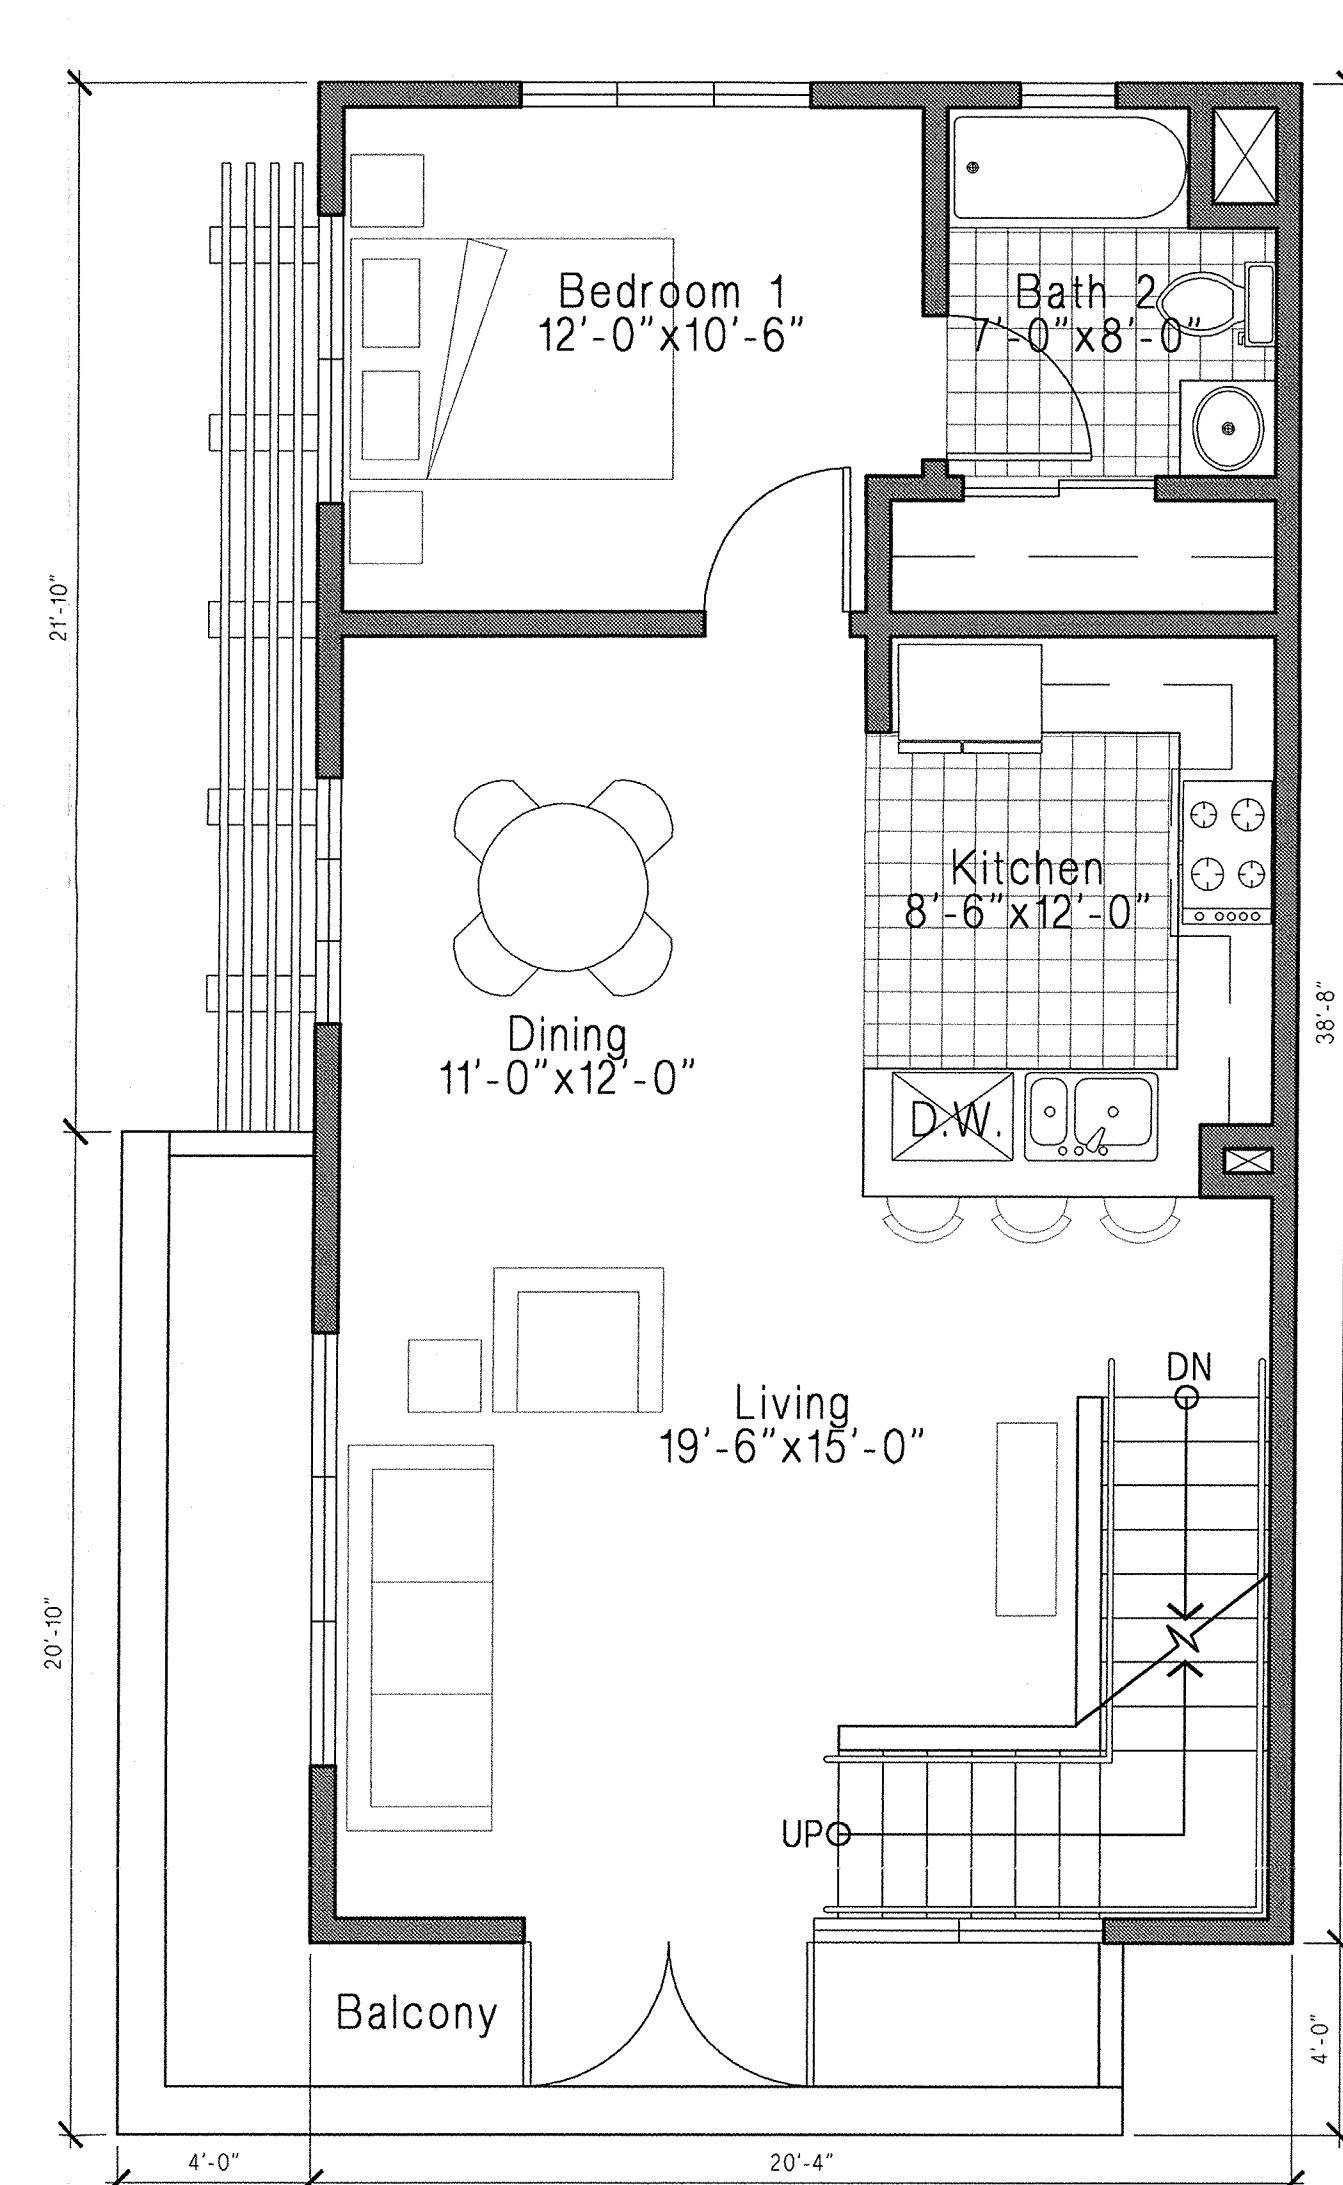 Bedroom 1
12'-0"x10'-6"
Bath 2
7'-0"x8'-0"
21'-10"
Kitchen
8'-6"x12'-0"
38'-8"
Dining
11'-0"x12'-0"
D.W.
DN
Living
19'-6"x15'-0"
20'-10"
UP
Balcony
4'-0"
4'-0"
20'-4"